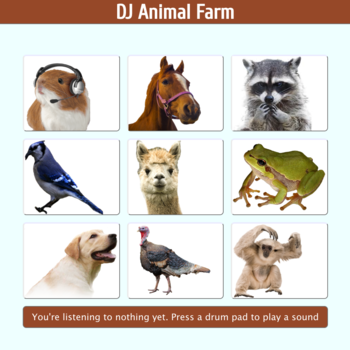 DJ Animal Farm
You're listening to nothing yet. Press a drum pad to play a sound